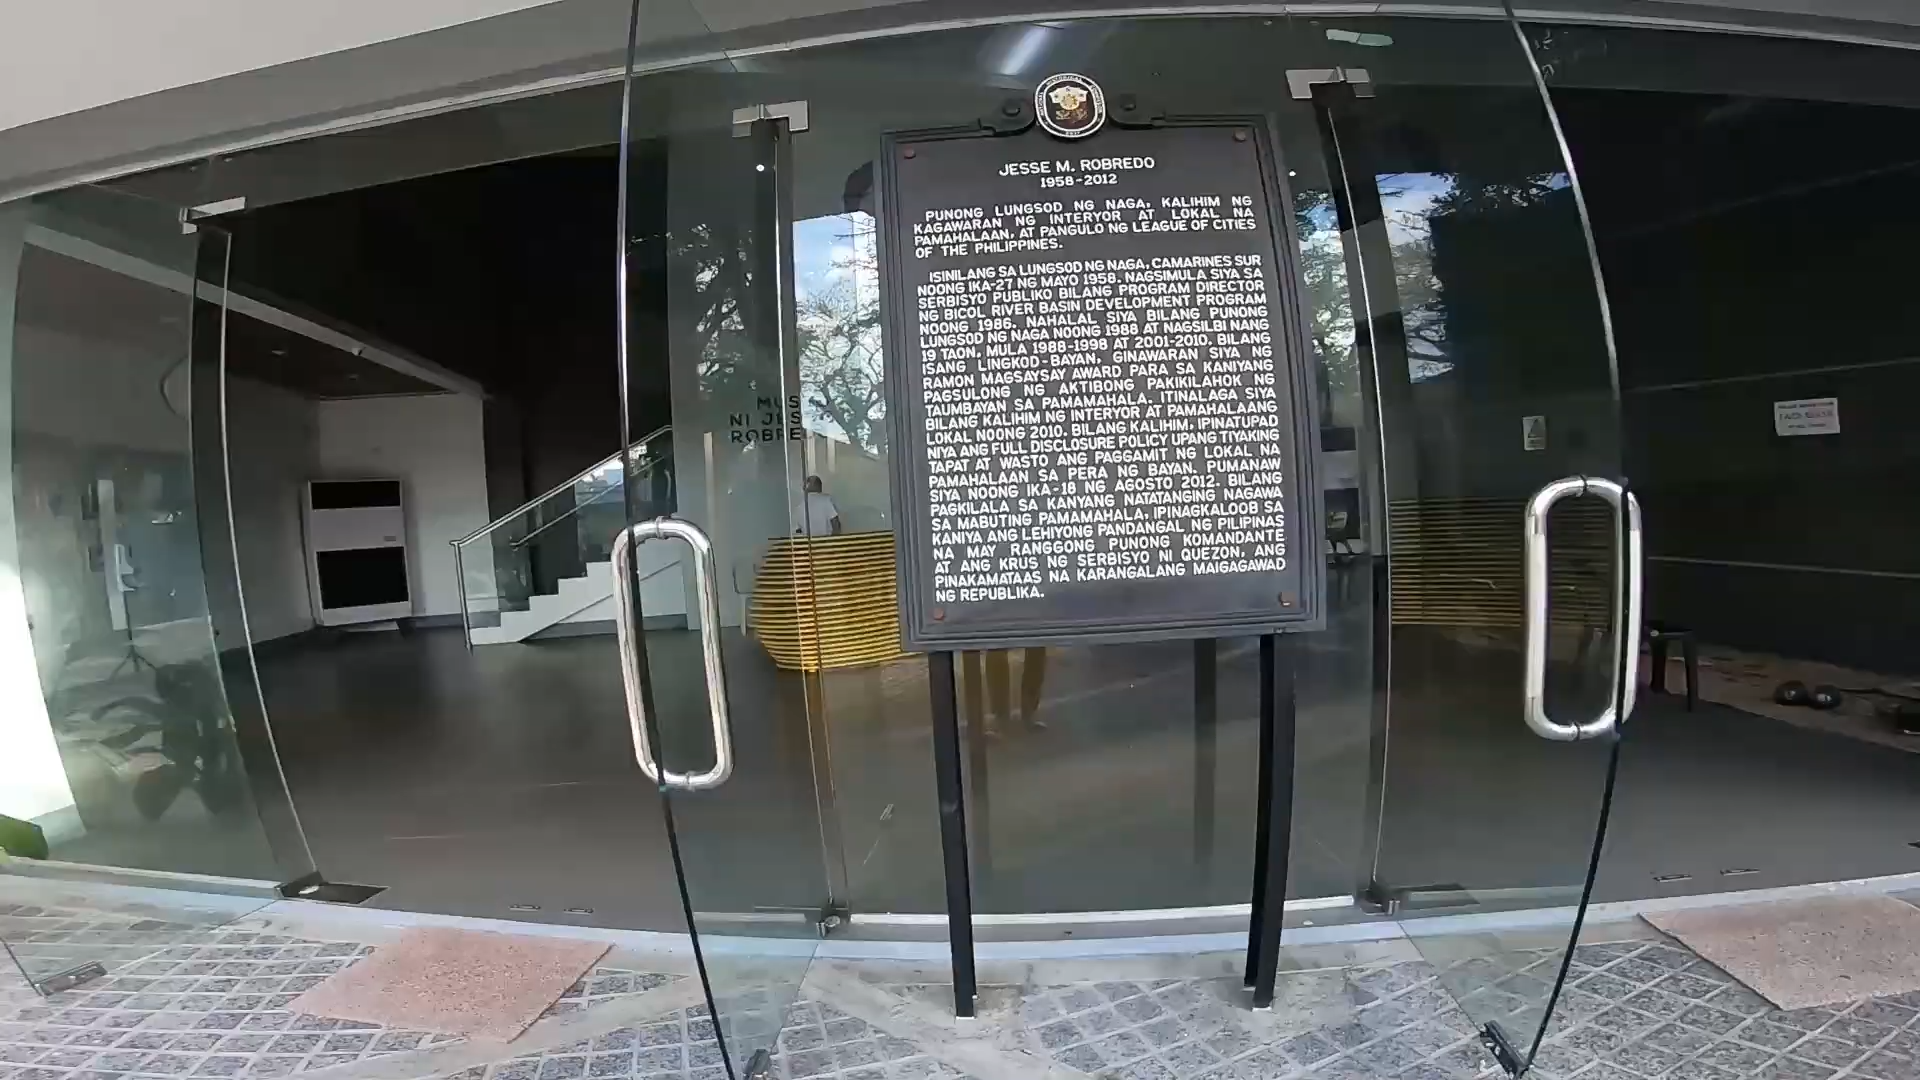 JESSE M. ROBREDO
1958-2012
PUNONG LUNGSOD NG NAGA, KALIHIM NG
KAGAWARAN NG INTERYOR AT LOKAL NA
PAMAHALAAN, AT PANGULO NG LEAGUE OF CITIES
OF THE PHILIPPINES.
ISINILANG SA LUNGSOD NG NAGA, CAMARINES SUR
NOONG IKA-27 NG MAYO 1958. NAGSIMULA SIYA SA
SERBISYO PUBLIKO BILANG PROGRAM DIRECTOR
NG BICOL RIVER BASIN DEVELOPMENT PROGRAM
NOONG 1986. NAHALAL SIYA BILANG PUNONG
LUNGSOD NG NAGA NOONG 1988 AT NAGSILBI NANG
19 TAON, MULA 1988-1998 AT 2001-2010. BILANG
ISANG LINGKOD-BAYAN, GINAWARAN SIYA NG
RAMON MAGSAYSAY AWARD PARA SA KANIYANG
PAGSULONG NG AKTIBONG PAKIKILAHOK NG
TAUMBAYAN SA PAMAMAHALA. ITINALAGA SIYA
BILANG KALIHIM NG INTERYOR AT PAMAHALAANG
LOKAL NOONG 2010. BILANG KALIHIM, IPINATUPAD
NIYA ANG FULL DISCLOSURE POLICY UPANG TIYAKING
TAPAT AT WASTO ANG PAGGAMIT NG LOKAL NA
PAMAHALAAN SA PERA NG BAYAN. PUMANAW
SIYA NOONG IKA-18 NG AGOSTO 2012. BILANG
PAGKILALA SA KANYANG NATATANGING NAGAWA
SA MABUTING PAMAMAHALA, IPINAGKALOOB SA
KANIYA ANG LEHIYONG PANDANGAL NG PILIPINAS
NA MAY RANGGONG PUNONG KOMANDANTE
AT ANG KRUS NG SERBISYO NI QUEZON, ANG
PINAKAMATAAS NA KARANGALANG MAIGAGAWAD
NG REPUBLIKA.
MUS
NI JES
ROBRE